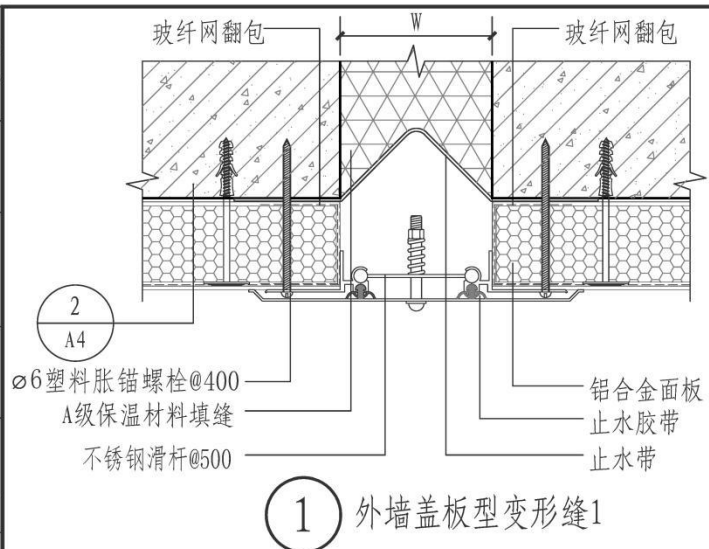 W
玻纤网翻包
玻纤网翻包
2
A4
ø6塑料胀锚螺栓@400
A级保温材料填缝
不锈钢滑杆@500
铝合金面板
止水胶带
止水带
1 外墙盖板型变形缝1